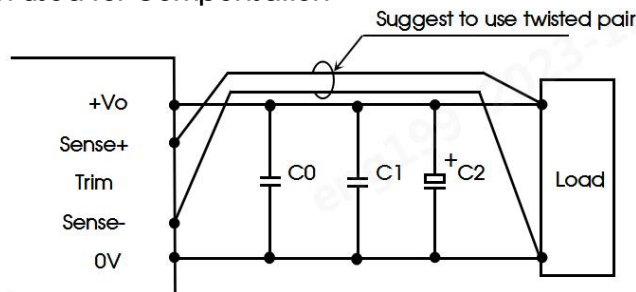 Suggest to use twisted pair
+Vo
Sense+
Trim
Sense-
0V
C0
C1
+
C2
Load